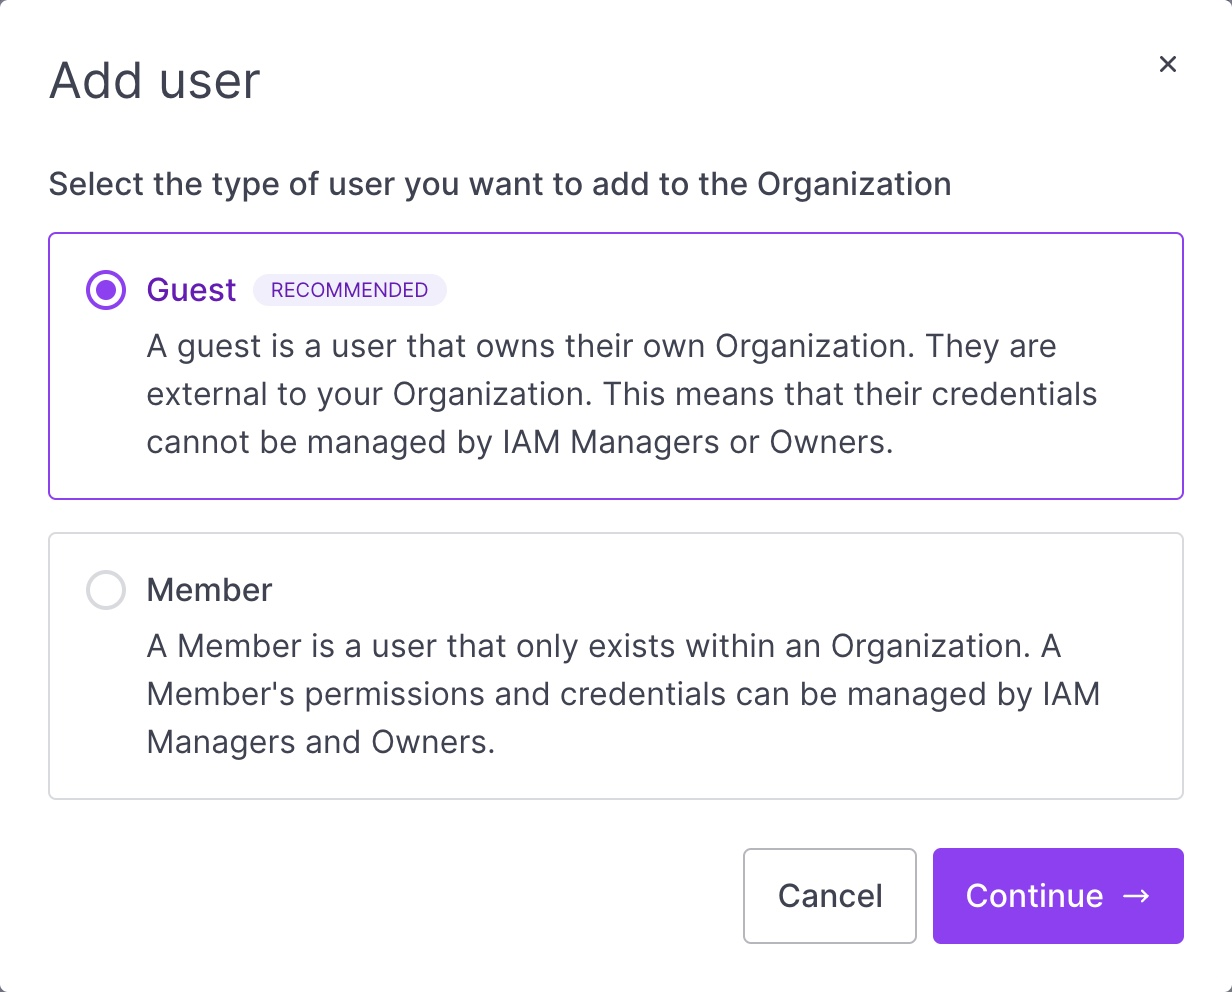 Add user
Select the type of user you want to add to the Organization
Guest RECOMMENDED
A guest is a user that owns their own Organization. They are
external to your Organization. This means that their credentials
cannot be managed by IAM Managers or Owners.
Member
A Member is a user that only exists within an Organization. A
Member's permissions and credentials can be managed by IAM
Managers and Owners.
Cancel Continue →